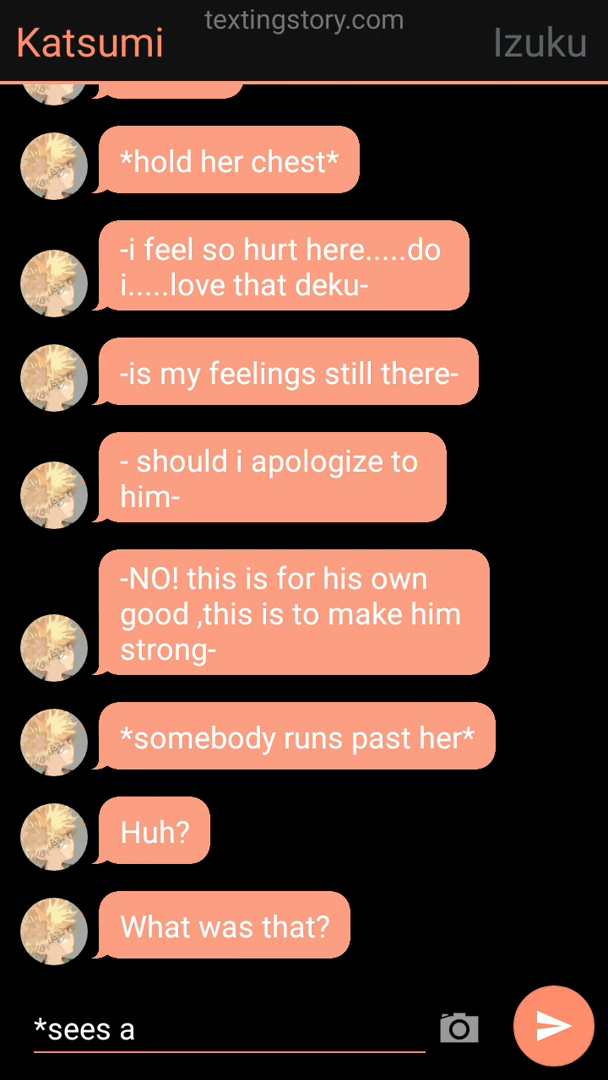 textingstory.com
Katsumi
Izuku
*hold her chest*
-i feel so hurt here.....do
i.....love that deku-
-is my feelings still there-
- should i apologize to
him-
-NO! this is for his own
good ,this is to make him
strong-
*somebody runs past her*
Huh?
What was that?
*sees a